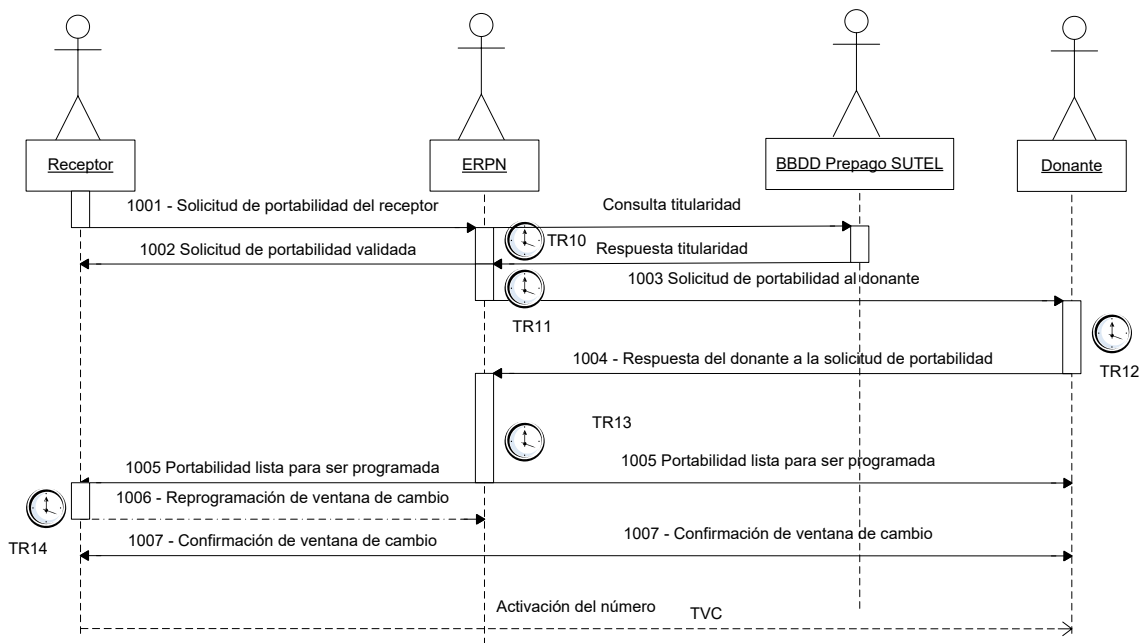 Receptor
ERPN
BBDD Prepago SUTEL
Donante
1001 - Solicitud de portabilidad del receptor
Consulta titularidad
TR10
1002 Solicitud de portabilidad validada
Respuesta titularidad
1003 Solicitud de portabilidad al donante
TR11
1004 - Respuesta del donante a la solicitud de portabilidad
TR12
TR13
1005 Portabilidad lista para ser programada
1005 Portabilidad lista para ser programada
1006 - Reprogramación de ventana de cambio
TR14
1007 - Confirmación de ventana de cambio
1007 - Confirmación de ventana de cambio
Activación del número
TVC